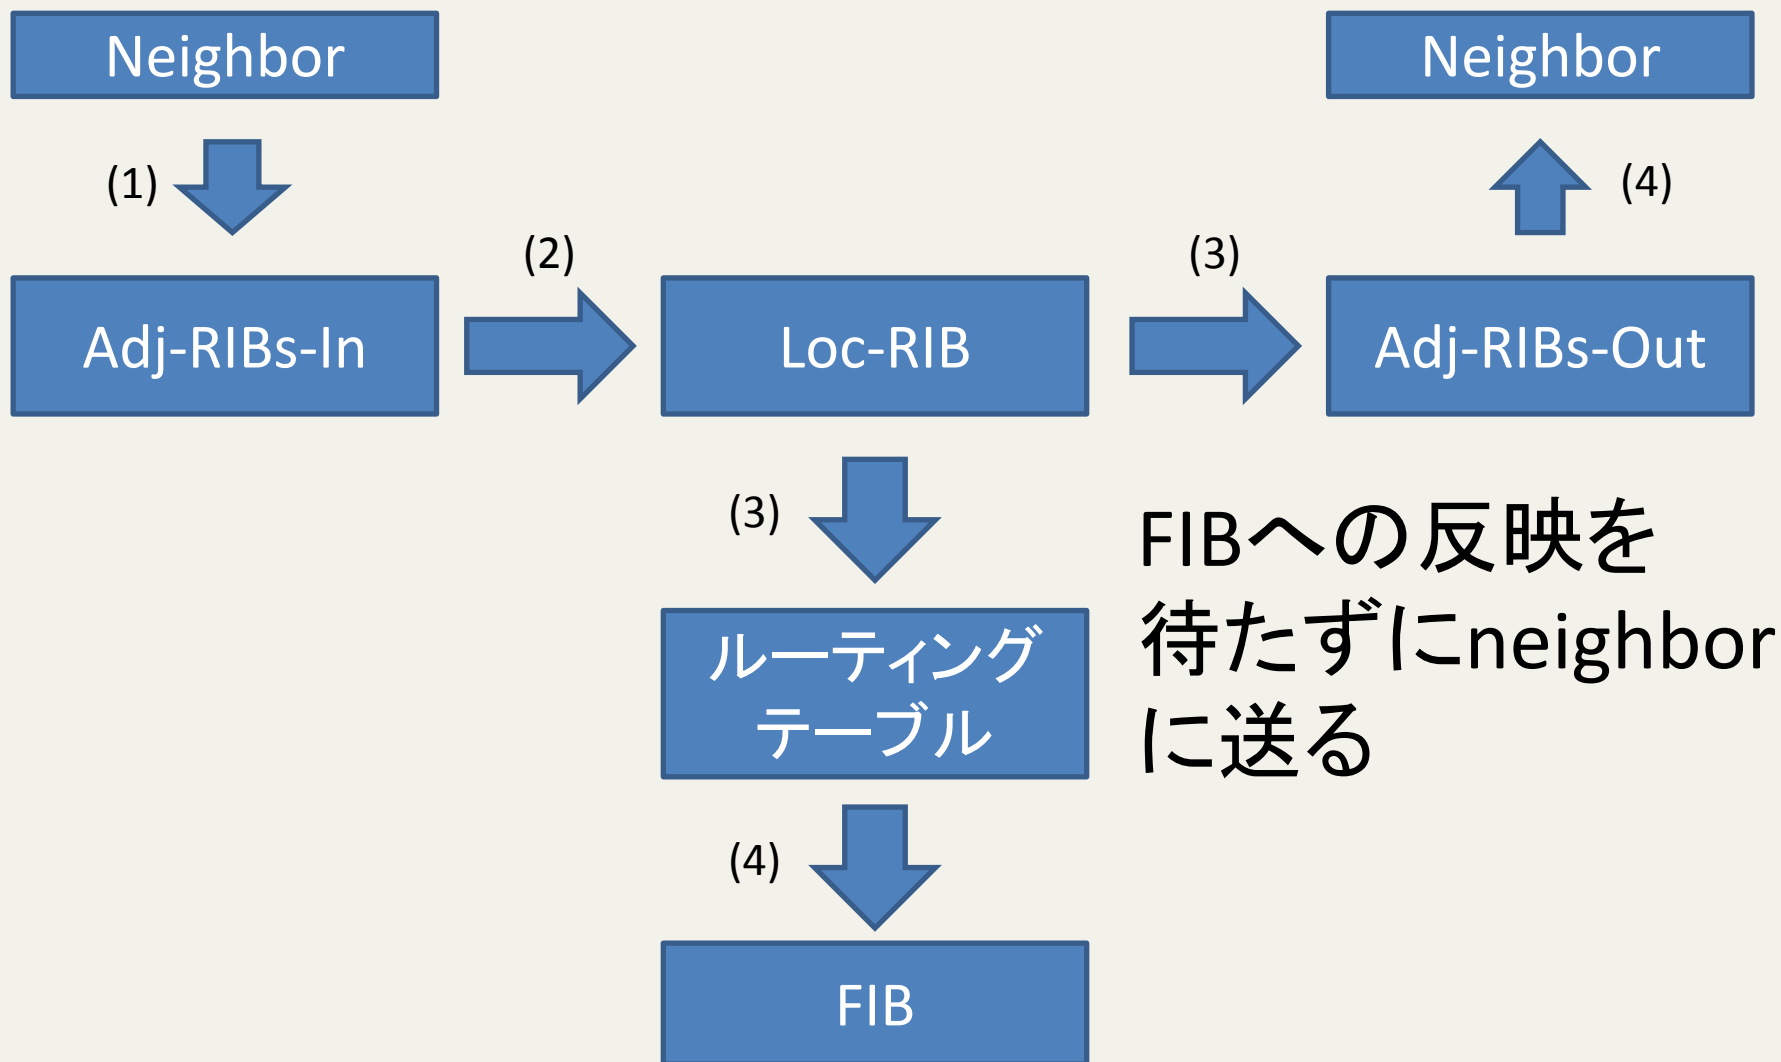 Neighbor
Neighbor
(1)
(4)
(2)
(3)
Adj-RIBs-In
Loc-RIB
Adj-RIBs-Out
(3)
FIBへの反映を
待たずにneighbor
に送る
ルーティング
テーブル
(4)
FIB